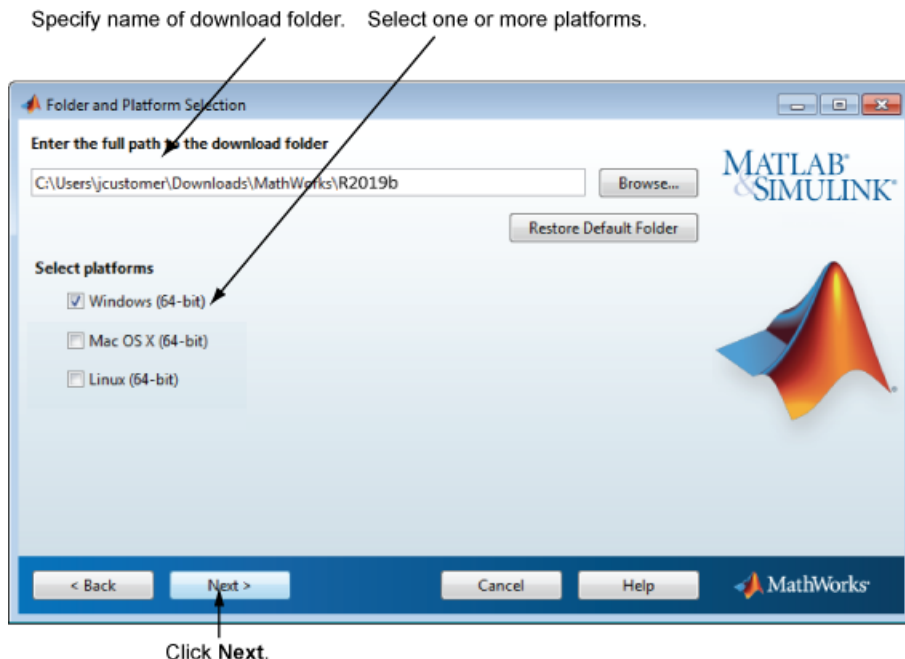 Specify name of download folder. Select one or more platforms.
Folder and Platform Selection
Enter the full path to the download folder
C:\Users\jcustomer\Downloads\MathWorks\R2019b
Browse...
MATLAB®
&SIMULINK®
Restore Default Folder
Select platforms
Windows (64-bit)
Mac OS X (64-bit)
Linux (64-bit)
< Back
Next >
Cancel
Help
MathWorks®
Click Next.